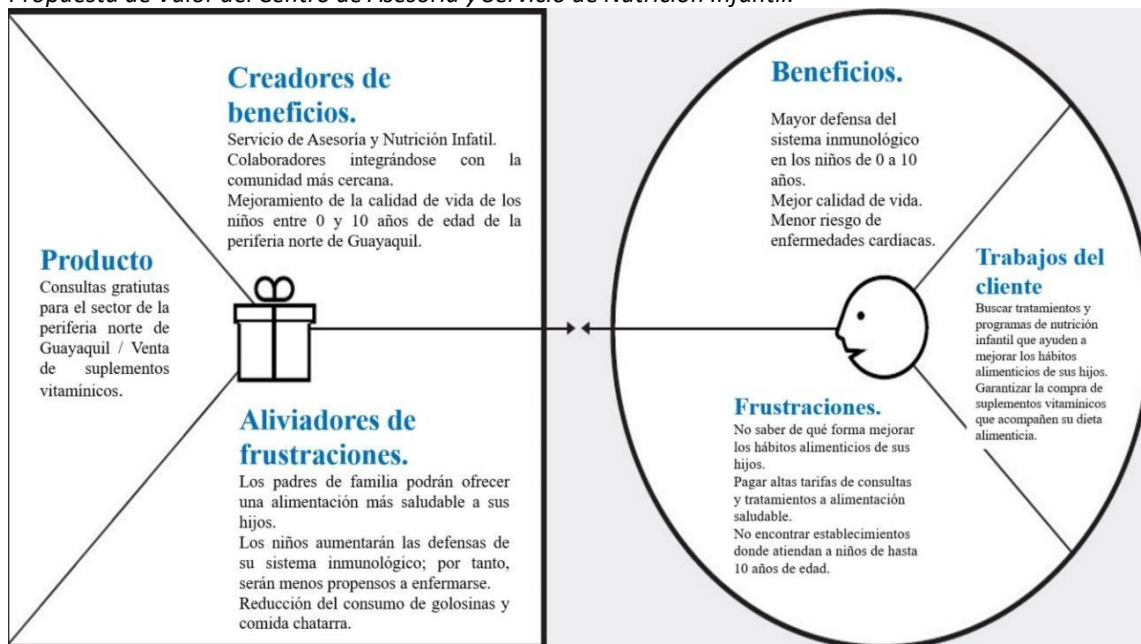 Propuesta de Valor del Centro de Asesoría y Servicio de Nutrición Infantil.
Creadores de
beneficios.
Servicio de Asesoría y Nutrición Infatil.
Colaboradores integrándose con la
comunidad más cercana.
Mejoramiento de la calidad de vida de los
niños entre 0 y 10 años de edad de la
periferia norte de Guayaquil.
Producto
Consultas gratiutas
para el sector de la
periferia norte de
Guayaquil / Venta
de suplementos
vitamínicos.
Aliviadores de
frustraciones.
Los padres de familia podrán ofrecer
una alimentación más saludable a sus
hijos.
Los niños aumentarán las defensas de
su sistema inmunológico; por tanto,
serán menos propensos a enfermarse.
Reducción del consumo de golosinas y
comida chatarra.
Beneficios.
Mayor defensa del
sistema inmunológico
en los niños de 0 a 10
años.
Mejor calidad de vida.
Menor riesgo de
enfermedades cardíacas.
Trabajos del
cliente
Buscar tratamientos y
programas de nutrición
infantil que ayuden a
mejorar los hábitos
alimenticios de sus hijos.
Garantizar la compra de
suplementos vitamínicos
que acompañen su dieta
alimenticia.
Frustraciones.
No saber de qué forma mejorar
los hábitos alimenticios de sus
hijos.
Pagar altas tarifas de consultas
y tratamientos a alimentación
saludable.
No encontrar establecimientos
donde atiendan a niños de hasta
10 años de edad.